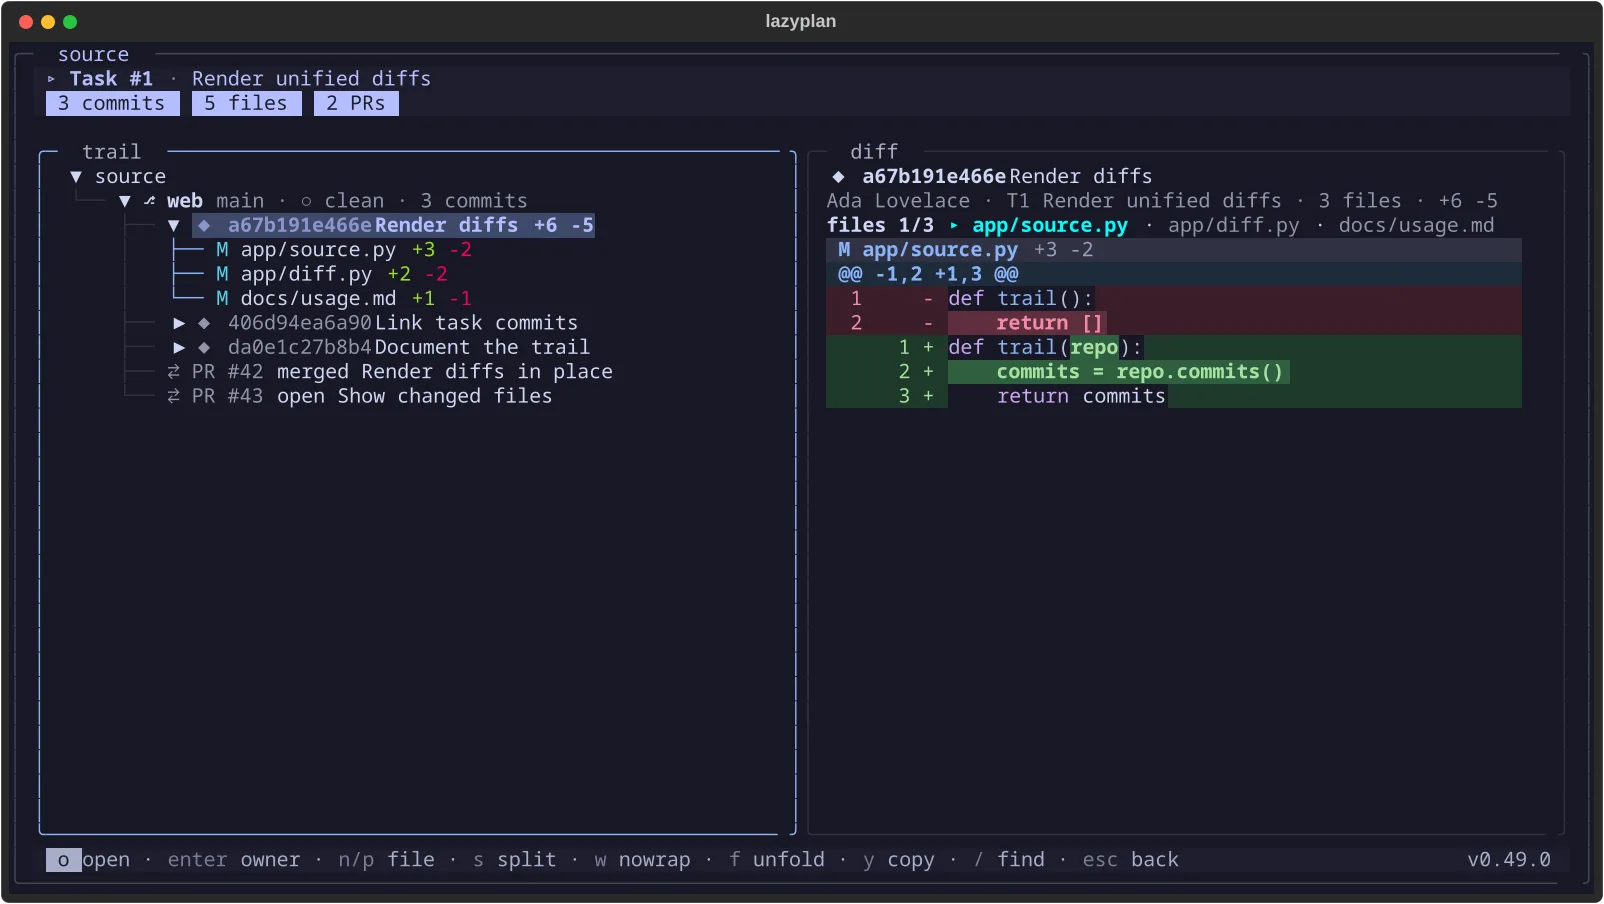 lazyplan
source
▹ Task #1 · Render unified diffs
3 commits 5 files 2 PRs
trail
▼ source
▼ ⎇ web main · ○ clean · 3 commits
▼ ◆ a67b191e466e Render diffs +6 -5
M app/source.py +3 -2
M app/diff.py +2 -2
M docs/usage.md +1 -1
▶ ◆ 406d94ea6a90 Link task commits
▶ ◆ da0e1c27b8b4 Document the trail
⇄ PR #42 merged Render diffs in place
⇄ PR #43 open Show changed files
diff
◆ a67b191e466e Render diffs
Ada Lovelace · T1 Render unified diffs · 3 files · +6 -5
files 1/3 ▸ app/source.py · app/diff.py · docs/usage.md
M app/source.py +3 -2
@@ -1,2 +1,3 @@
1 - def trail():
2 - return []
1 + def trail(repo):
2 + commits = repo.commits()
3 + return commits
o open · enter owner · n/p file · s split · w nowrap · f unfold · y copy · / find · esc back v0.49.0